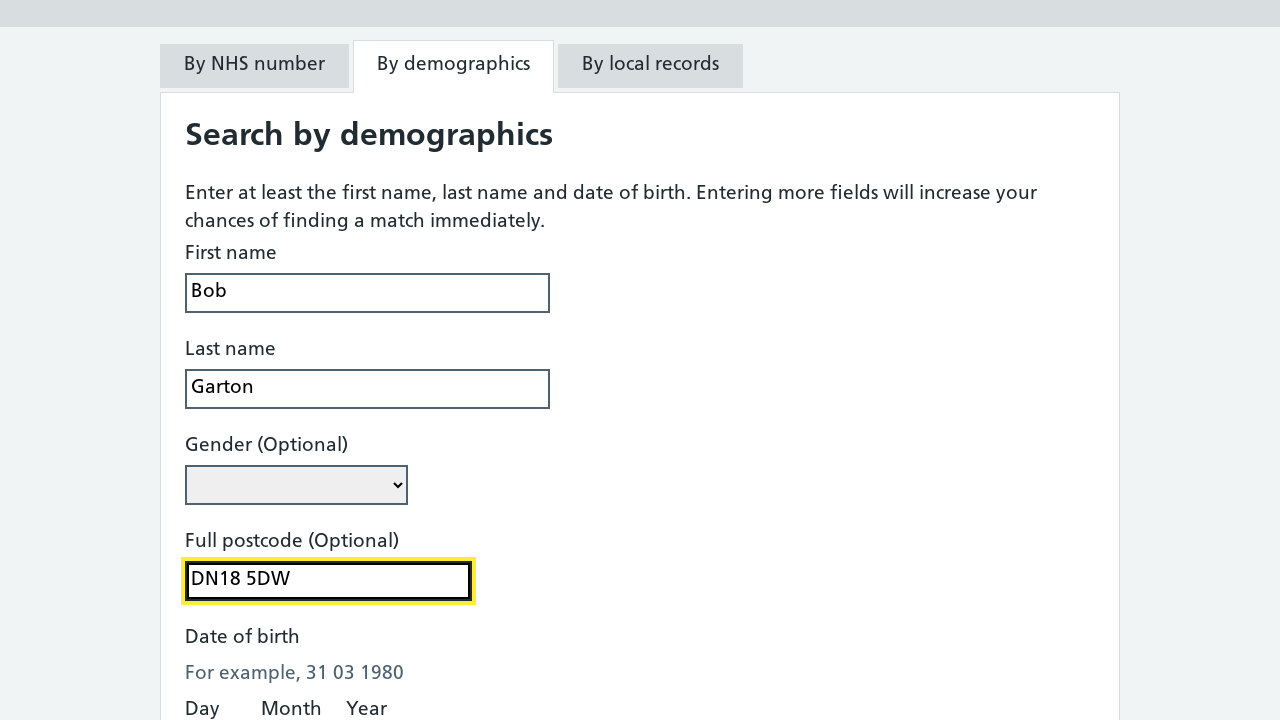 By NHS number By demographics By local records
Search by demographics
Enter at least the first name, last name and date of birth. Entering more fields will increase your
chances of finding a match immediately.
First name
Bob
Last name
Garton
Gender (Optional)
Full postcode (Optional)
DN18 5DW
Date of birth
For example, 31 03 1980
Day Month Year